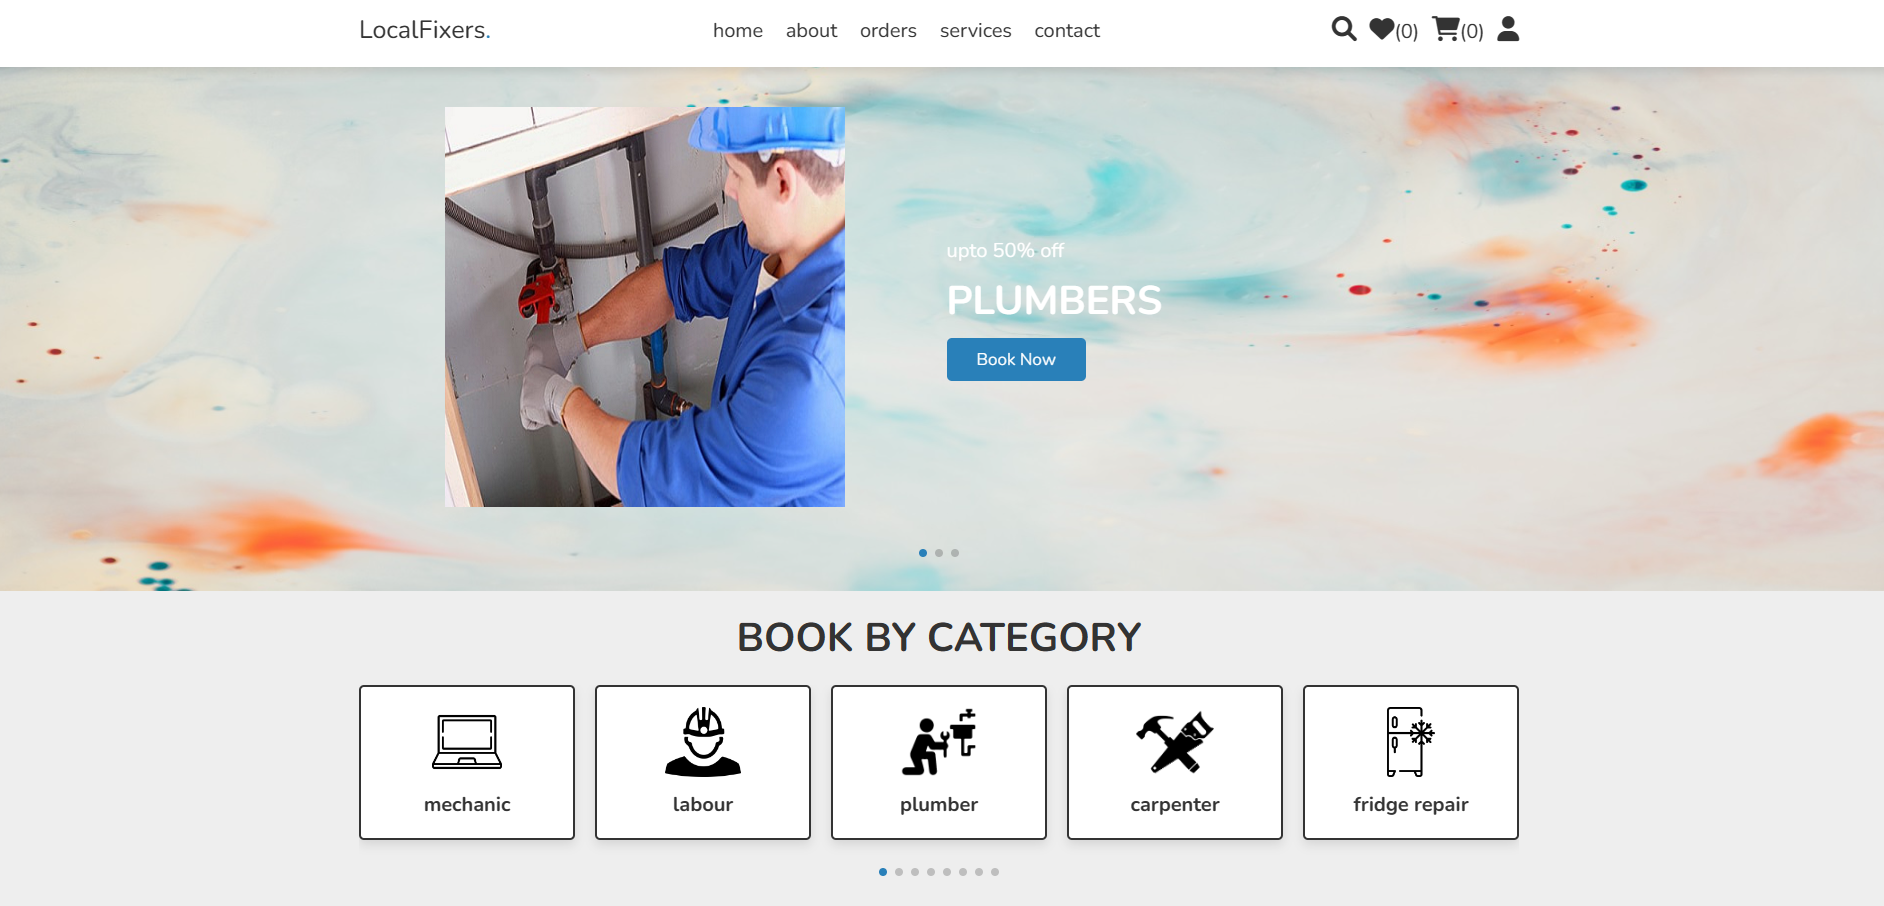 LocalFixers.
home about orders services contact
(0) (0)
upto 50% off
PLUMBERS
Book Now
BOOK BY CATEGORY
mechanic labour plumber carpenter fridge repair